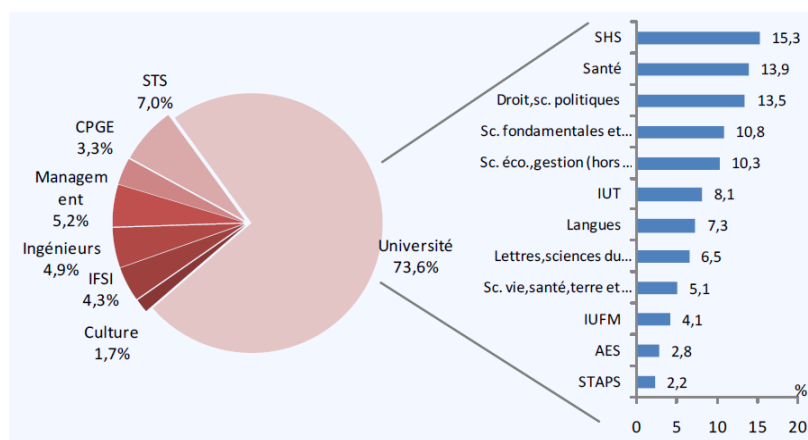 STS
7,0%
CPGE
3,3%
Managem
ent
5,2%
Ingénieurs
4,9%
IFSI
4,3%
Culture
1,7%
Université
73,6%
SHS 15,3
Santé 13,9
Droit,sc. politiques 13,5
Sc. fondamentales et... 10,8
Sc. éco.,gestion (hors ... 10,3
IUT 8,1
Langues 7,3
Lettres,sciences du... 6,5
Sc. vie,santé,terre et... 5,1
IUFM 4,1
AES 2,8
STAPS 2,2
%
0 5 10 15 20